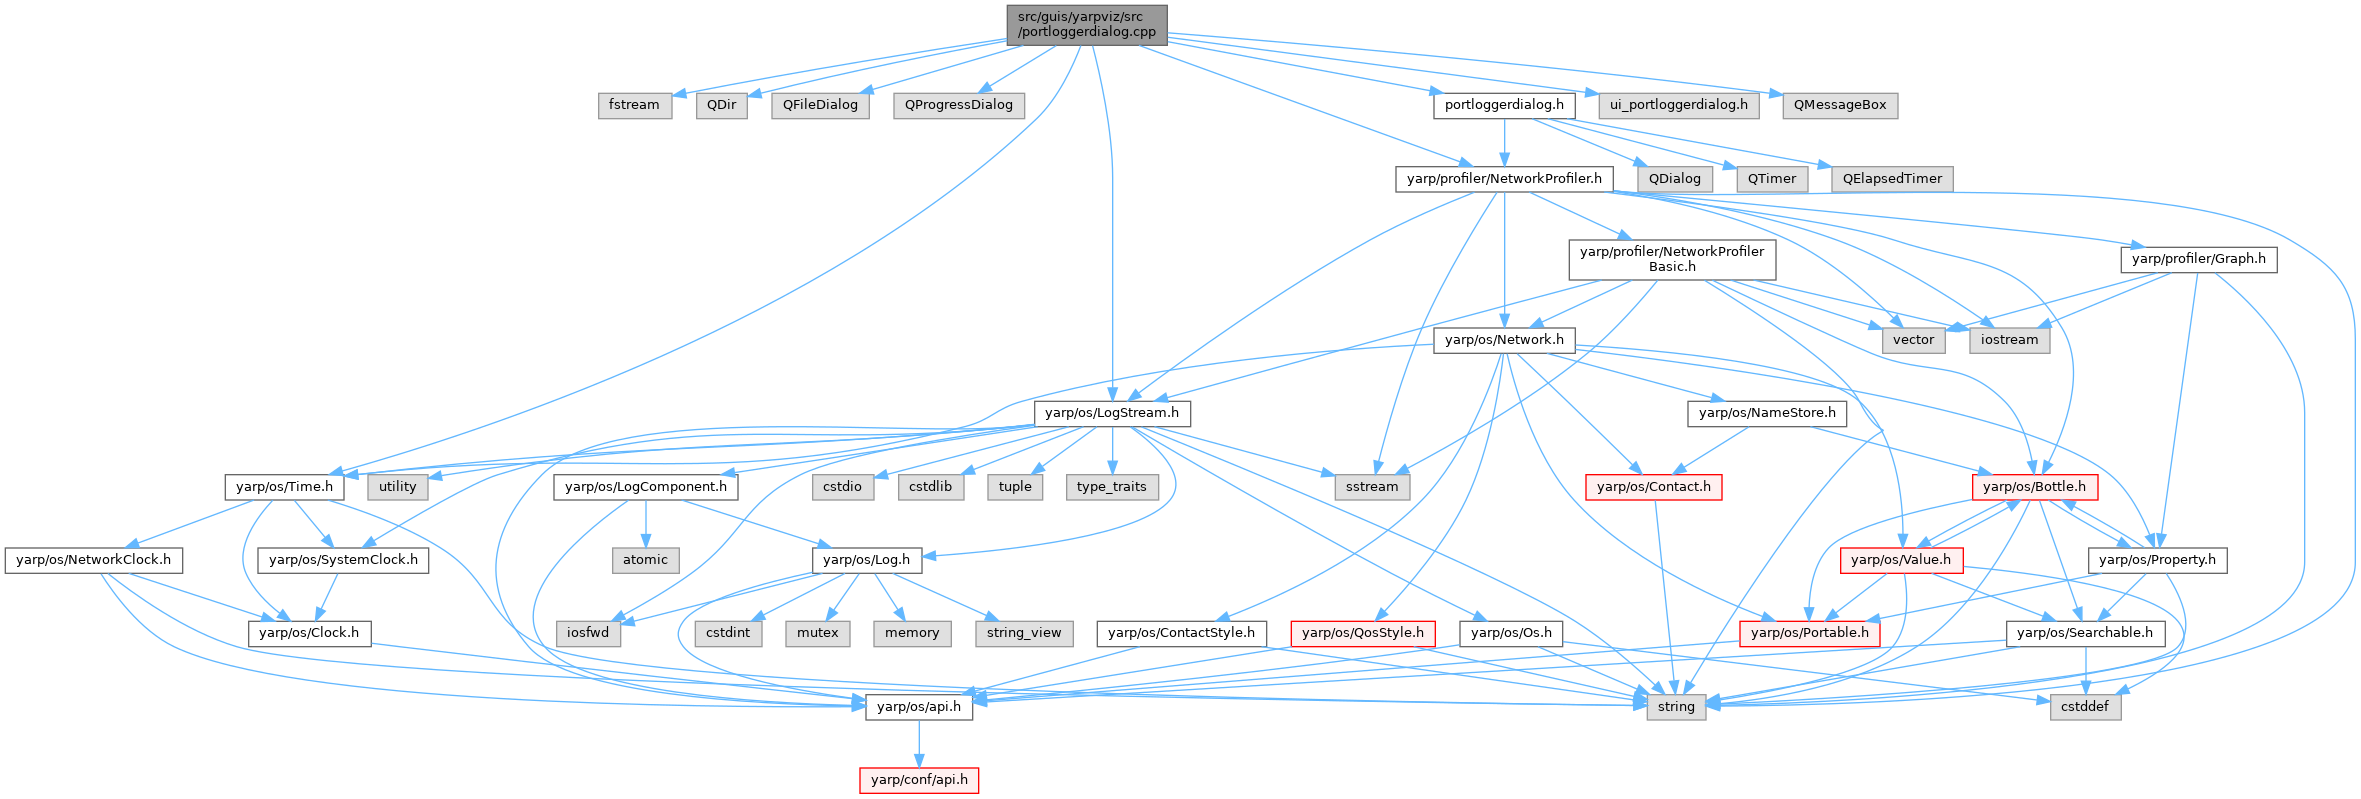 src/guis/yarpviz/src
/portloggerdialog.cpp
fstream
QDir
QFileDialog
QProgressDialog
portloggerdialog.h
ui_portloggerdialog.h
QMessageBox
yarp/profiler/NetworkProfiler.h
QDialog
QTimer
QElapsedTimer
yarp/profiler/NetworkProfiler
Basic.h
yarp/profiler/Graph.h
yarp/os/Network.h
vector
iostream
yarp/os/LogStream.h
yarp/os/NameStore.h
yarp/os/Time.h
utility
yarp/os/LogComponent.h
cstdio
cstdlib
tuple
type_traits
sstream
yarp/os/Contact.h
yarp/os/Bottle.h
yarp/os/NetworkClock.h
yarp/os/SystemClock.h
atomic
yarp/os/Log.h
yarp/os/Value.h
yarp/os/Property.h
yarp/os/Clock.h
iosfwd
cstdint
mutex
memory
string_view
yarp/os/ContactStyle.h
yarp/os/QosStyle.h
yarp/os/Os.h
yarp/os/Portable.h
yarp/os/Searchable.h
yarp/os/api.h
string
cstddef
yarp/conf/api.h